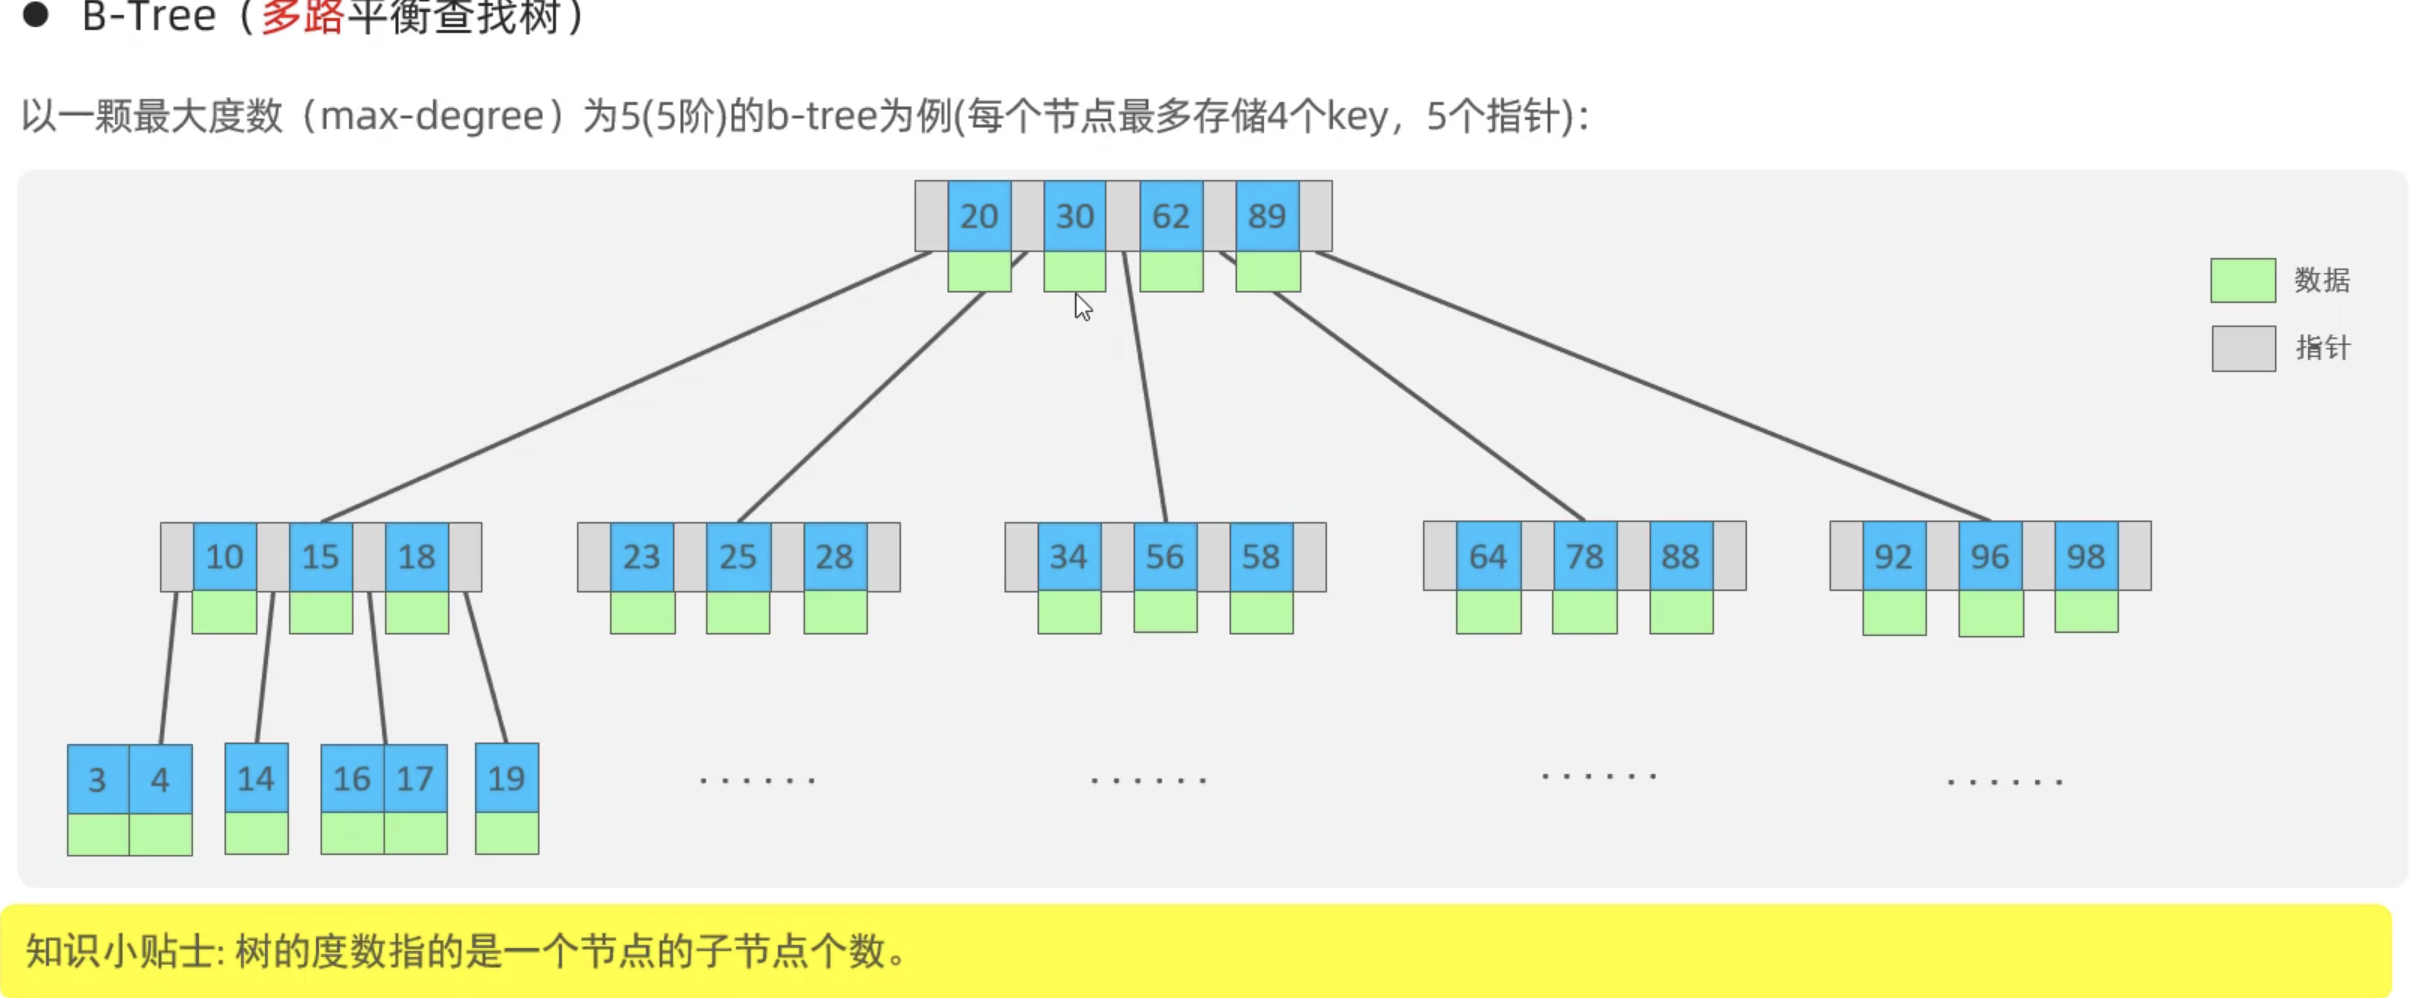 ● B-Tree（多路平衡查找树）
以一颗最大度数（max-degree）为5(5阶)的b-tree为例(每个节点最多存储4个key，5个指针)：
20 30 62 89
数据
指针
10 15 18 23 25 28 34 56 58 64 78 88 92 96 98
3 4 14 16 17 19 ...... ...... ...... ......
知识小贴士: 树的度数指的是一个节点的子节点个数。